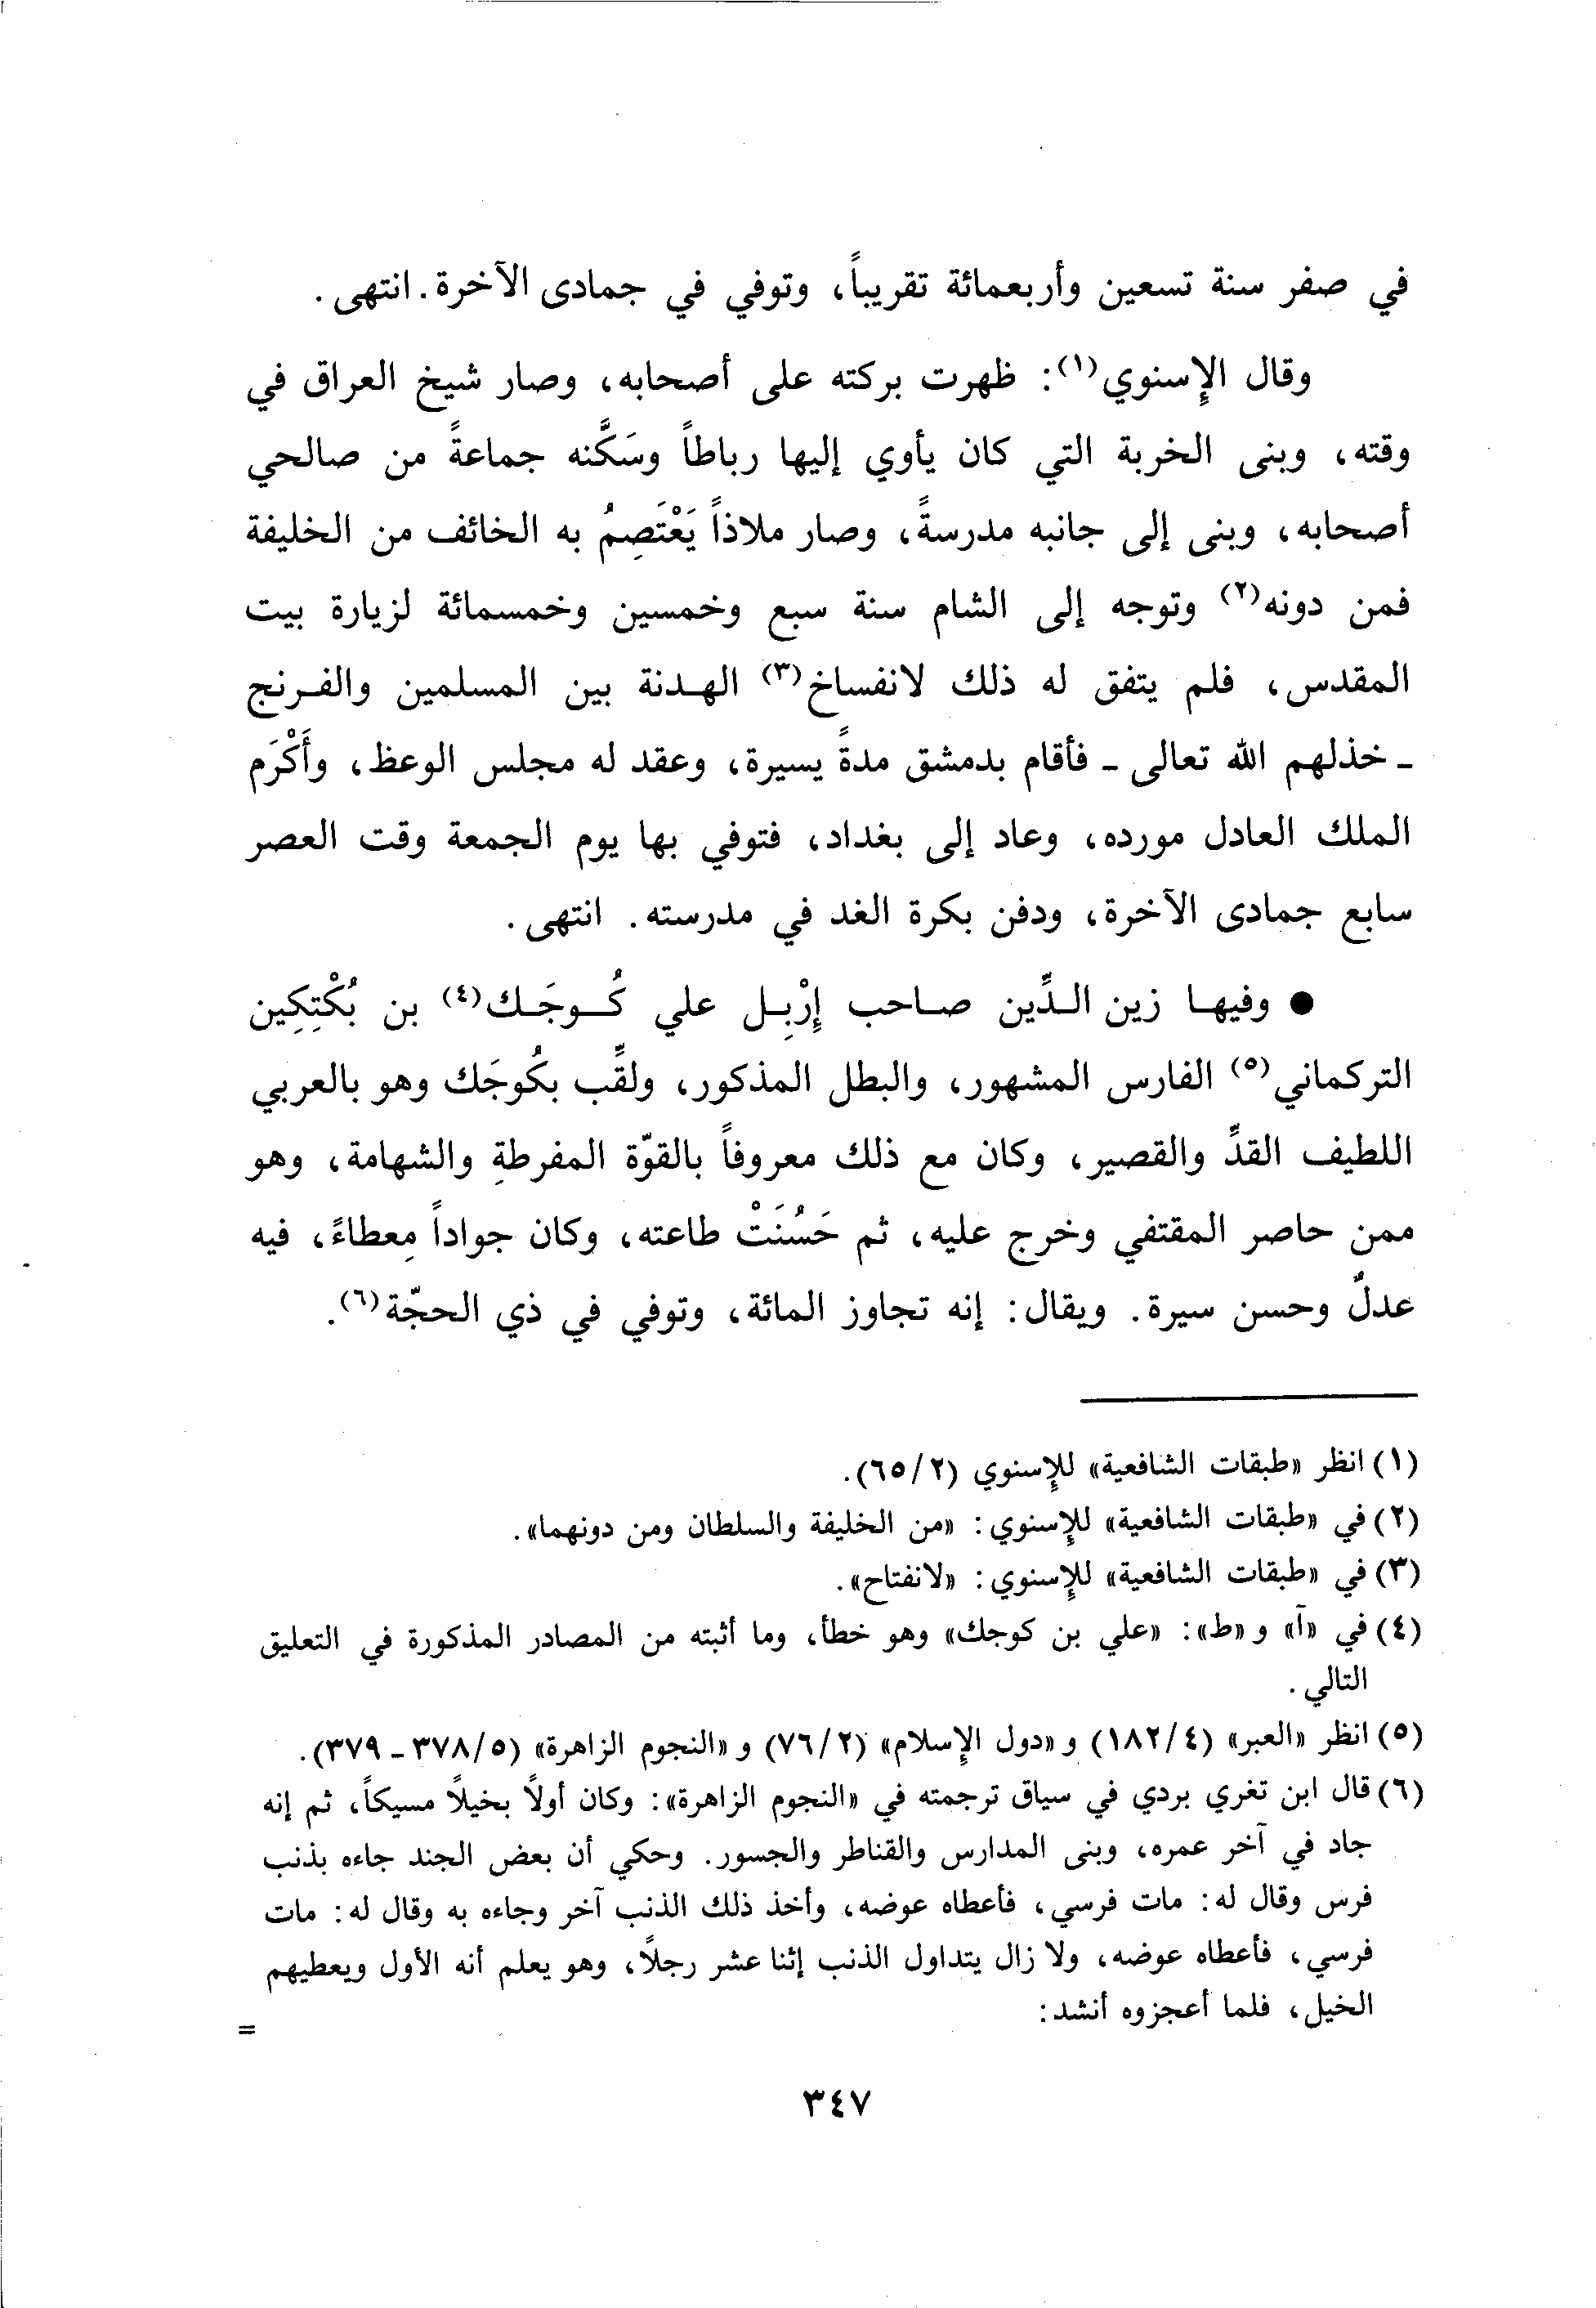 في صفر سنة تسعين وأربعمائة تقريباً، وتوفي في جمادى الآخرة. انتهى.
وقال الإسنوي(١): ظهرت بركته على أصحابه، وصار شيخ العراق في
وقته، وبنى الخربة التي كان يأوي إليها رباطاً وسَكَّنه جماعةً من صالحي
أصحابه، وبنى إلى جانبه مدرسةً، وصار ملاذاً يَعْتَصِمُ به الخائف من الخليفة
فمن دونه(٢) وتوجه إلى الشام سنة سبع وخمسين وخمسمائة لزيارة بيت
المقدس، فلم يتفق له ذلك لانفساخ(٣) الهـدنة بين المسلمين والفـرنج
ـ خذلهم الله تعالى ـ فأقام بدمشق مدةً يسيرة، وعقد له مجلس الوعظ، وأَكْرَم
الملك العادل مورده، وعاد إلى بغداد، فتوفي بها يوم الجمعة وقت العصر
سابع جمادى الآخرة، ودفن بكرة الغد في مدرسته. انتهى.
● وفيهـا زين الـدِّين صـاحب إِرْبِـل علي كُـوجَـك(٤) بن بُكْتِكِين
التركماني(٥) الفارس المشهور، والبطل المذكور، ولقِّب بكُوجَك وهو بالعربي
اللطيف القدِّ والقصير، وكان مع ذلك معروفاً بالقوّة المفرطةِ والشهامة، وهو
ممن حاصر المقتفي وخرج عليه، ثم حَسُنَتْ طاعته، وكان جواداً مِعطاءً، فيه
عدلٌ وحسن سيرة. ويقال: إنه تجاوز المائة، وتوفي في ذي الحجّة(٦).
(١) انظر «طبقات الشافعية» للإسنوي (٢/ ٦٥).
(٢) في «طبقات الشافعية» للإسنوي: «من الخليفة والسلطان ومن دونهما».
(٣) في «طبقات الشافعية» للإسنوي: «لانفتاح».
(٤) في «آ» و«ط»: «علي بن كوجك» وهو خطأ، وما أثبته من المصادر المذكورة في التعليق
التالي.
(٥) انظر «العبر» (٤/ ١٨٢) و«دول الإسلام» (٢/ ٧٦) و«النجوم الزاهرة» (٥/ ٣٧٨ - ٣٧٩).
(٦) قال ابن تغري بردي في سياق ترجمته في «النجوم الزاهرة»: وكان أولاً بخيلاً مسيكاً، ثم إنه
جاد في آخر عمره، وبنى المدارس والقناطر والجسور. وحكي أن بعض الجند جاءه بذنب
فرس وقال له: مات فرسي، فأعطاه عوضه، وأخذ ذلك الذنب آخر وجاءه به وقال له: مات
فرسي، فأعطاه عوضه، ولا زال يتداول الذنب إثنا عشر رجلاً، وهو يعلم أنه الأول ويعطيهم
الخيل، فلما أعجزوه أنشد:
=
٣٤٧